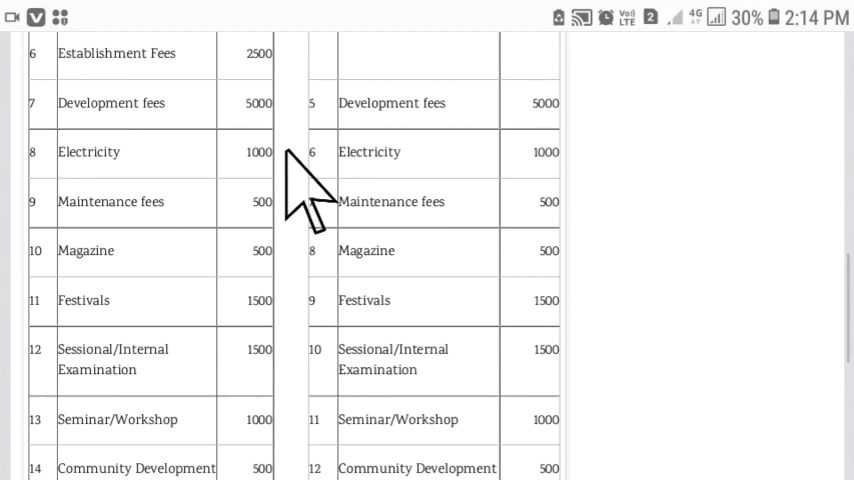 VoLTE 2 4G 30% 2:14 PM
6 Establishment Fees 2500
7 Development fees 5000 5 Development fees 5000
8 Electricity 1000 6 Electricity 1000
9 Maintenance fees 500 Maintenance fees 500
10 Magazine 500 8 Magazine 500
11 Festivals 1500 9 Festivals 1500
12 Sessional/Internal 1500 10 Sessional/Internal 1500
Examination Examination
13 Seminar/Workshop 1000 11 Seminar/Workshop 1000
14 Community Development 500 12 Community Development 500